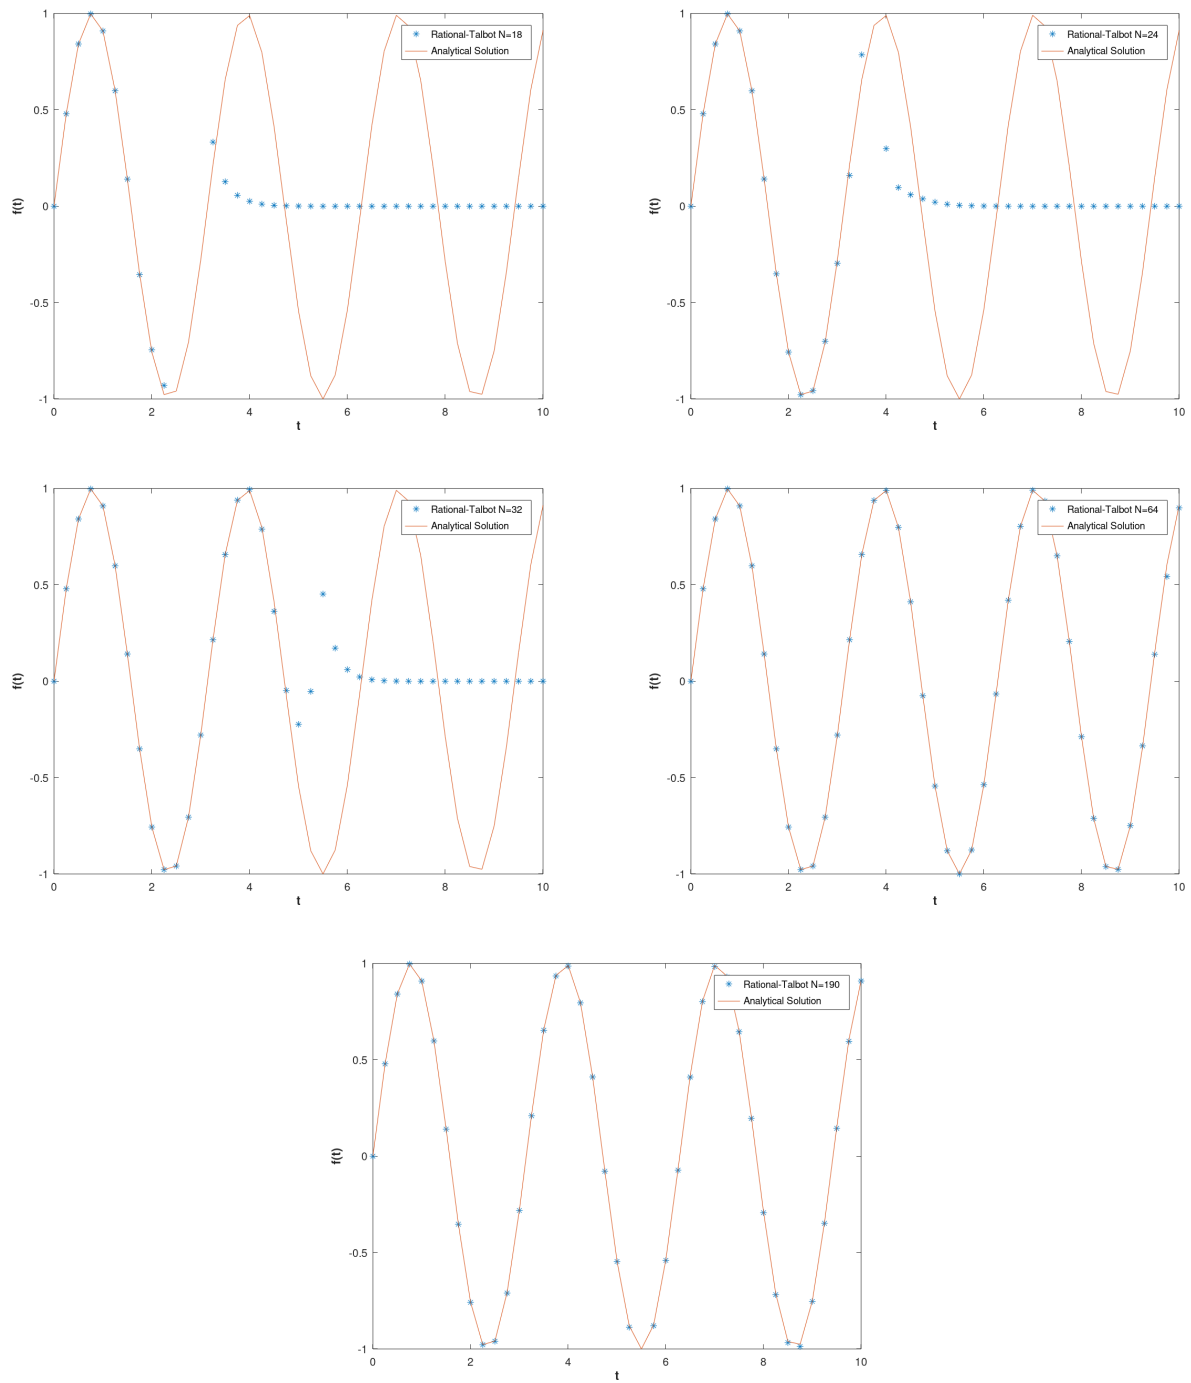 Rational-Talbot N=18
Analytical Solution
1
0.5
0
-0.5
-1
f(t)
0 2 4 6 8 10
t
Rational-Talbot N=24
Analytical Solution
1
0.5
0
-0.5
-1
f(t)
0 2 4 6 8 10
t
Rational-Talbot N=32
Analytical Solution
1
0.5
0
-0.5
-1
f(t)
0 2 4 6 8 10
t
Rational-Talbot N=64
Analytical Solution
1
0.5
0
-0.5
-1
f(t)
0 2 4 6 8 10
t
Rational-Talbot N=190
Analytical Solution
1
0.5
0
-0.5
-1
f(t)
0 2 4 6 8 10
t